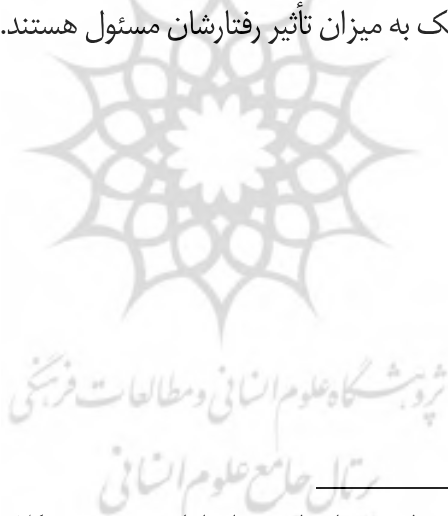 ک به میزان تأثیر رفتارشان مسئول هستند.
پژوهشگاه علوم انسانی و مطالعات فرهنگی
پرتال جامع علوم انسانی